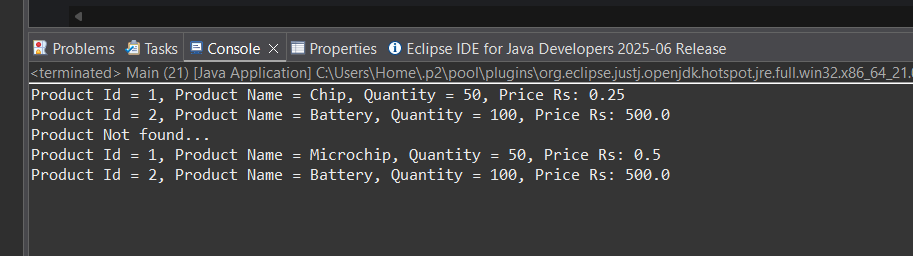 Problems Tasks Console Properties Eclipse IDE for Java Developers 2025-06 Release
<terminated> Main (21) [Java Application] C:\Users\Home\.p2\pool\plugins\org.eclipse.justj.openjdk.hotspot.jre.full.win32.x86_64_21.
Product Id = 1, Product Name = Chip, Quantity = 50, Price Rs: 0.25
Product Id = 2, Product Name = Battery, Quantity = 100, Price Rs: 500.0
Product Not found...
Product Id = 1, Product Name = Microchip, Quantity = 50, Price Rs: 0.5
Product Id = 2, Product Name = Battery, Quantity = 100, Price Rs: 500.0